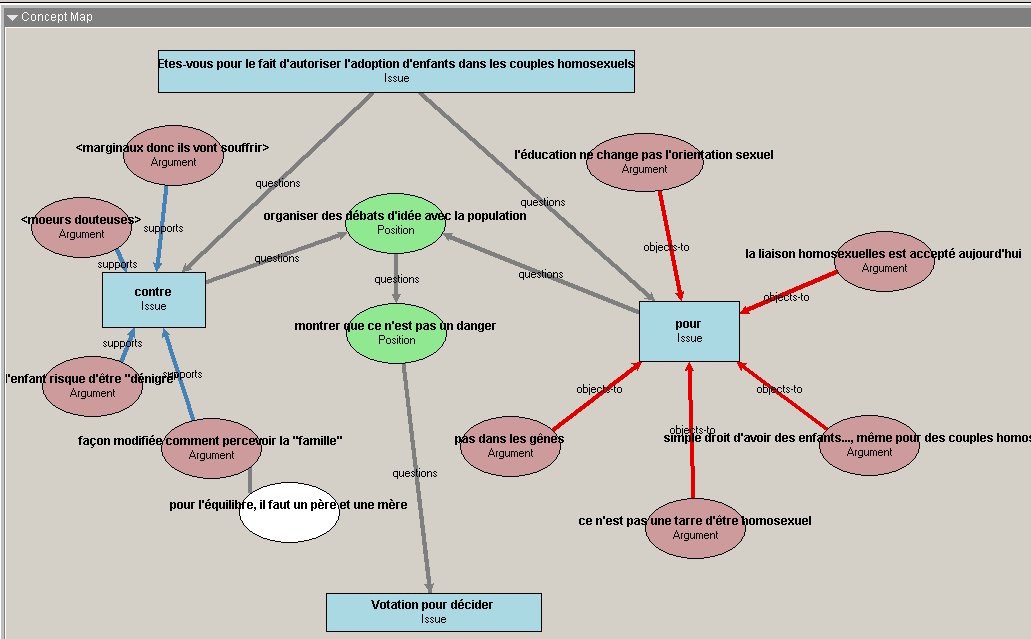 Concept Map
Etes-vous pour le fait d'autoriser l'adoption d'enfants dans les couples homosexuels
Issue
<marginaux donc ils vont souffrir>
Argument
l'éducation ne change pas l'orientation sexuel
Argument
questions
questions
<moeurs douteuses>
Argument
organiser des débats d'idée avec la population
Position
supports
supports
objects-to
la liaison homosexuelles est accepté aujourd'hui
Argument
questions
questions
questions
contre
Issue
objects-to
montrer que ce n'est pas un danger
Position
pour
Issue
supports
l'enfant risque d'être "dénigré"
Argument
supports
objects-to
objects-to
façon modifiée comment percevoir la "famille"
Argument
pas dans les gênes
Argument
objects-to
simple droit d'avoir des enfants..., même pour des couples homos
Argument
questions
pour l'équilibre, il faut un père et une mère
ce n'est pas une tarre d'être homosexuel
Argument
Votation pour décider
Issue